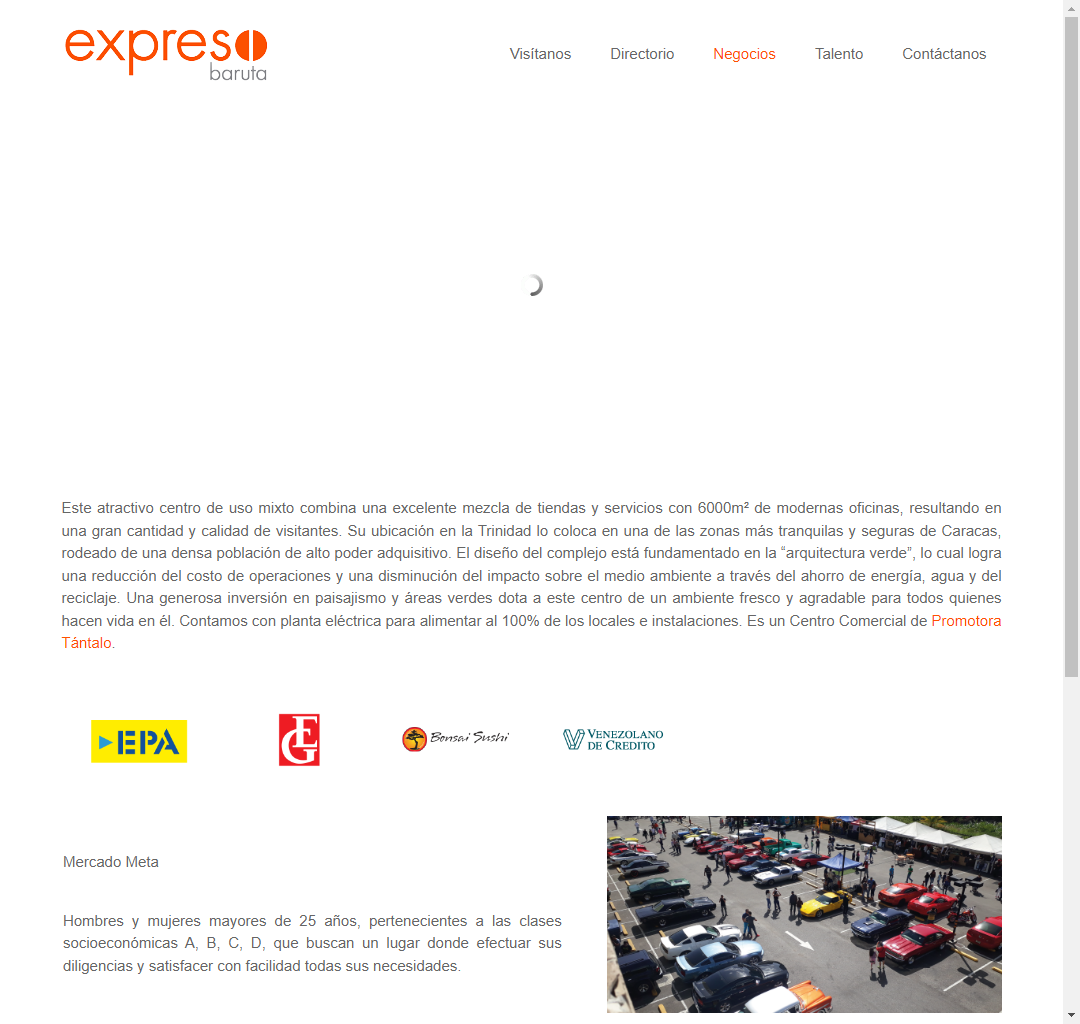 expreso
baruta
Visítanos
Directorio
Negocios
Talento
Contáctanos
Este atractivo centro de uso mixto combina una excelente mezcla de tiendas y servicios con 6000m² de modernas oficinas, resultando en
una gran cantidad y calidad de visitantes. Su ubicación en la Trinidad lo coloca en una de las zonas más tranquilas y seguras de Caracas,
rodeado de una densa población de alto poder adquisitivo. El diseño del complejo está fundamentado en la “arquitectura verde”, lo cual logra
una reducción del costo de operaciones y una disminución del impacto sobre el medio ambiente a través del ahorro de energía, agua y del
reciclaje. Una generosa inversión en paisajismo y áreas verdes dota a este centro de un ambiente fresco y agradable para todos quienes
hacen vida en él. Contamos con planta eléctrica para alimentar al 100% de los locales e instalaciones. Es un Centro Comercial de Promotora
Tántalo.
EPA
EG
Bonsai Sushi
VENEZOLANO
DE CREDITO
Mercado Meta
Hombres y mujeres mayores de 25 años, pertenecientes a las clases
socioeconómicas A, B, C, D, que buscan un lugar donde efectuar sus
diligencias y satisfacer con facilidad todas sus necesidades.